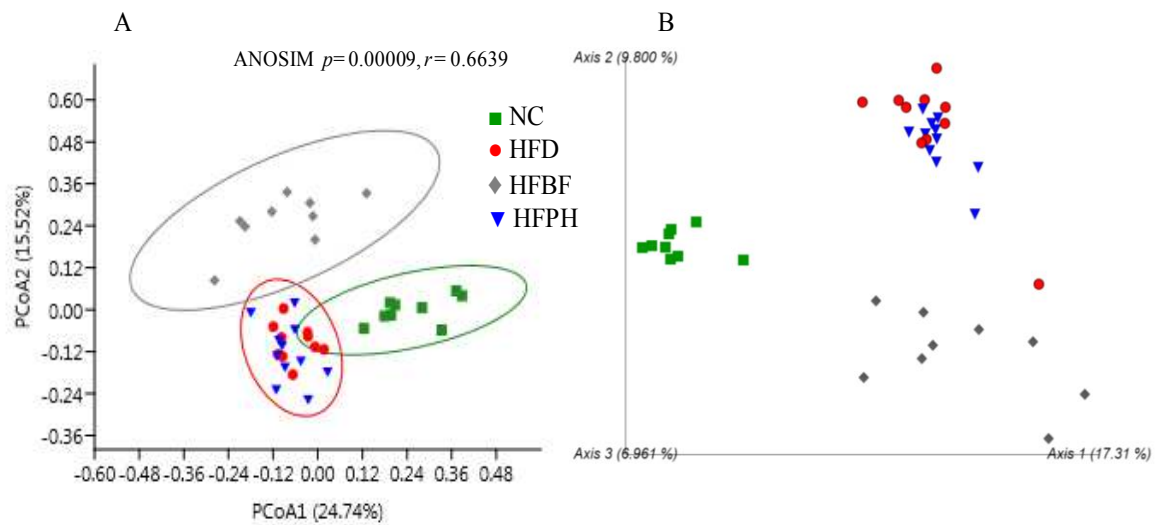 A
B
ANOSIM p=0.00009, r=0.6639
Axis 2 (9.800 %)
NC
HFD
HFBF
HFPH
PCoA2 (15.52%)
0.60
0.48
0.36
0.24
0.12
0.00
-0.12
-0.24
-0.36
-0.60 -0.48 -0.36 -0.24 -0.12 0.00 0.12 0.24 0.36 0.48
PCoA1 (24.74%)
Axis 3 (6.961 %)
Axis 1 (17.31 %)